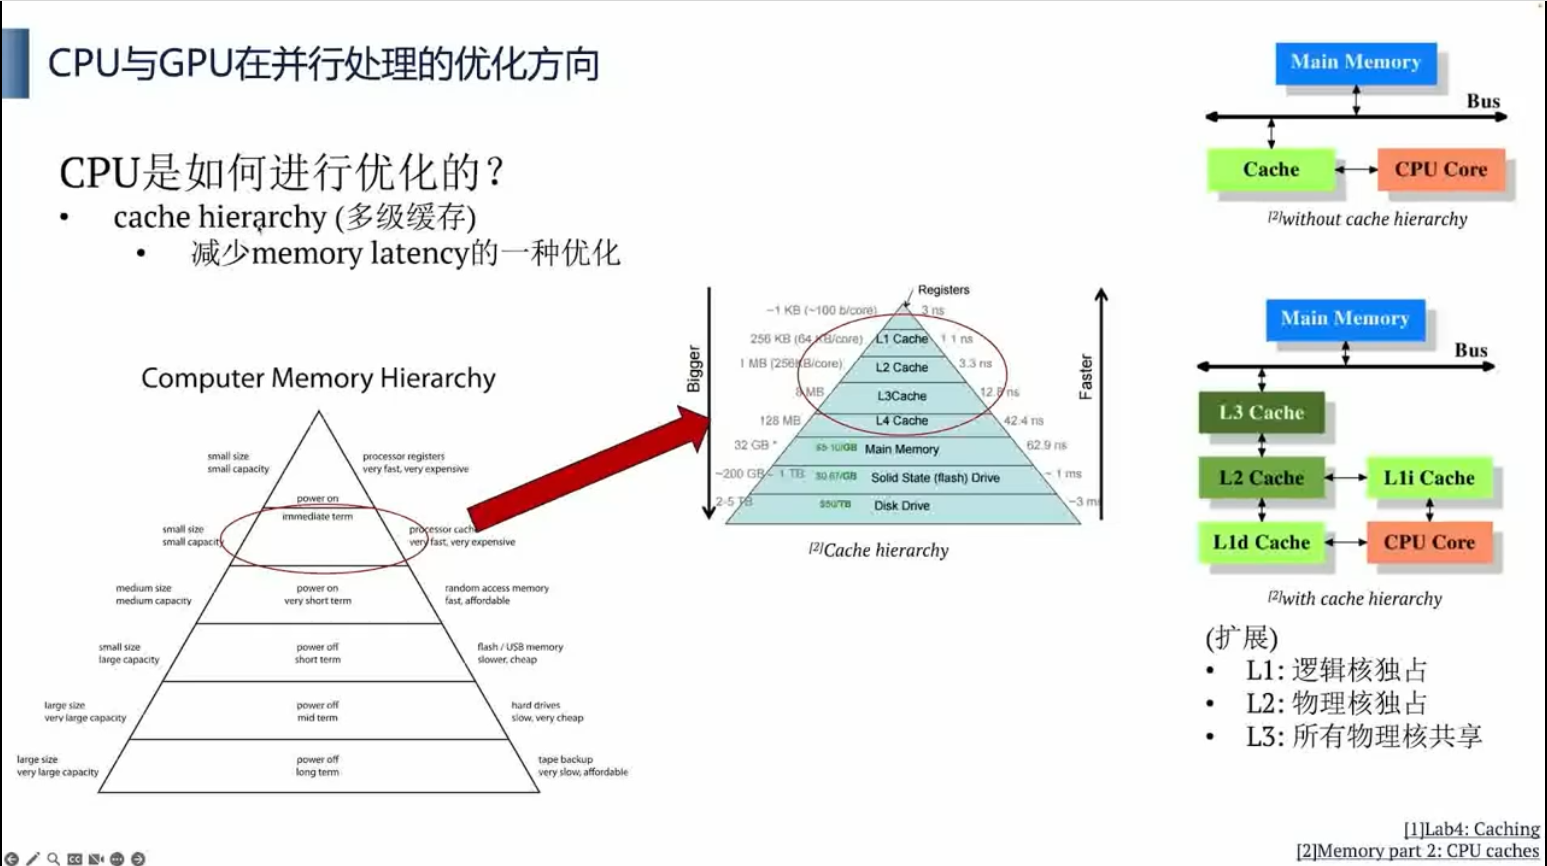 CPU与GPU在并行处理的优化方向
CPU是如何进行优化的?
• cache hierarchy (多级缓存)
• 减少memory latency的一种优化
Computer Memory Hierarchy
small size
small capacity
processor registers
very fast, very expensive
power on
immediate term
small size
small capacity
processor cache
very fast, very expensive
medium size
medium capacity
power on
very short term
random access memory
fast, affordable
small size
large capacity
power off
short term
flash / USB memory
slower, cheap
large size
very large capacity
power off
mid term
hard drives
slow, very cheap
large size
very large capacity
power off
long term
tape backup
very slow, affordable
Bigger
Faster
Registers
~1 KB (~100 b/core)
.3 ns
256 KB (64 KB/core)
L1 Cache
1.1 ns
1 MB (256KB/core)
L2 Cache
3.3 ns
8 MB
L3Cache
12.8 ns
128 MB
L4 Cache
42.4 ns
32 GB *
$5-10/GB
Main Memory
62.9 ns
~200 GB - 1 TB
$0.67/GB
Solid State (flash) Drive
~.1 ms
2-5 TB
$50/TB
Disk Drive
~3 ms
[2]Cache hierarchy
Main Memory
Bus
Cache
CPU Core
[2]without cache hierarchy
Main Memory
Bus
L3 Cache
L2 Cache
L1i Cache
L1d Cache
CPU Core
[2]with cache hierarchy
(扩展)
• L1: 逻辑核独占
• L2: 物理核独占
• L3: 所有物理核共享
[1]Lab4: Caching
[2]Memory part 2: CPU caches